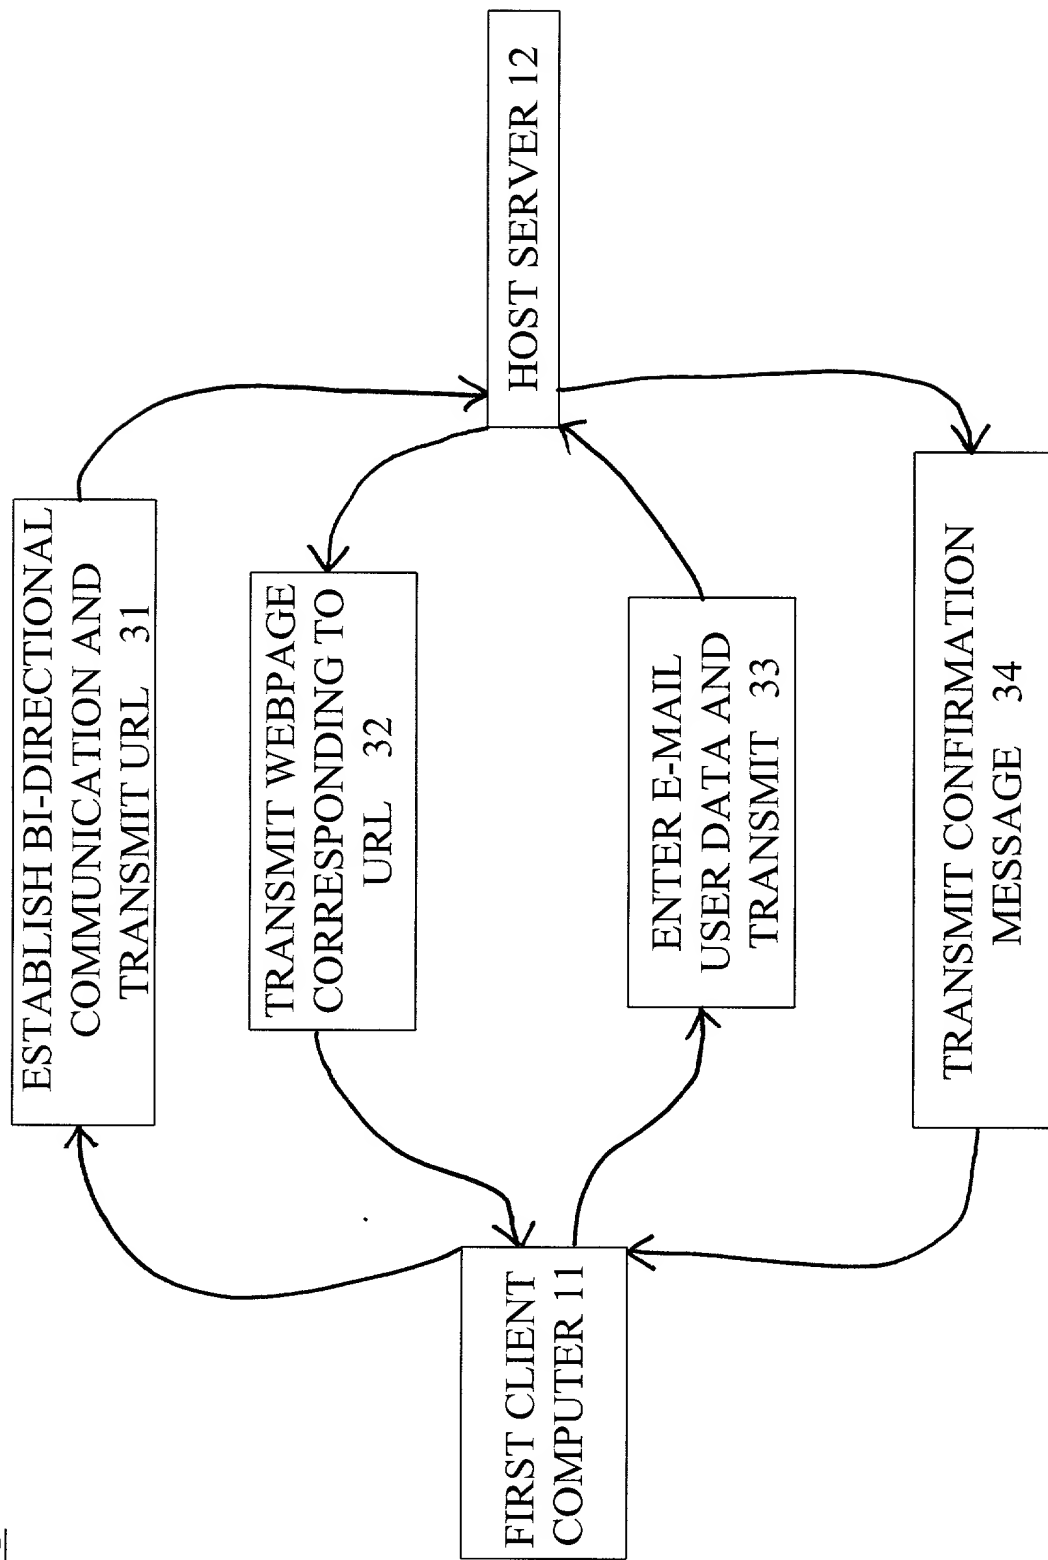 ESTABLISH BI-DIRECTIONAL
COMMUNICATION AND
TRANSMIT URL 31
TRANSMIT WEBPAGE
CORRESPONDING TO
URL 32
FIRST CLIENT
COMPUTER 11
HOST SERVER 12
ENTER E-MAIL
USER DATA AND
TRANSMIT 33
TRANSMIT CONFIRMATION
MESSAGE 34